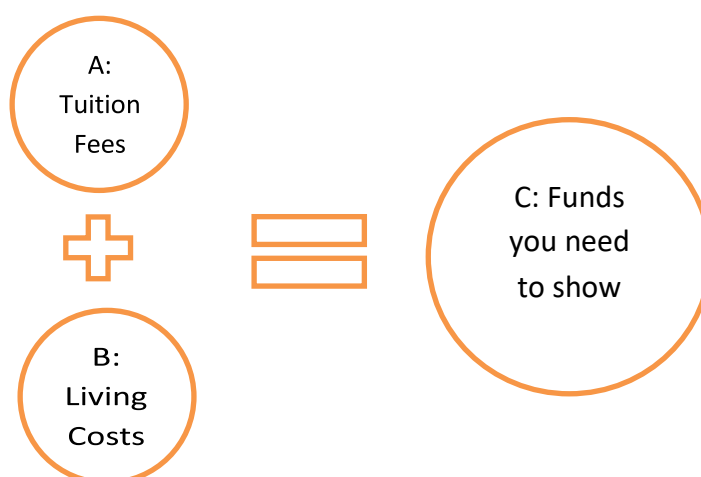 A:
Tuition
Fees
B:
Living
Costs
C: Funds
you need
to show